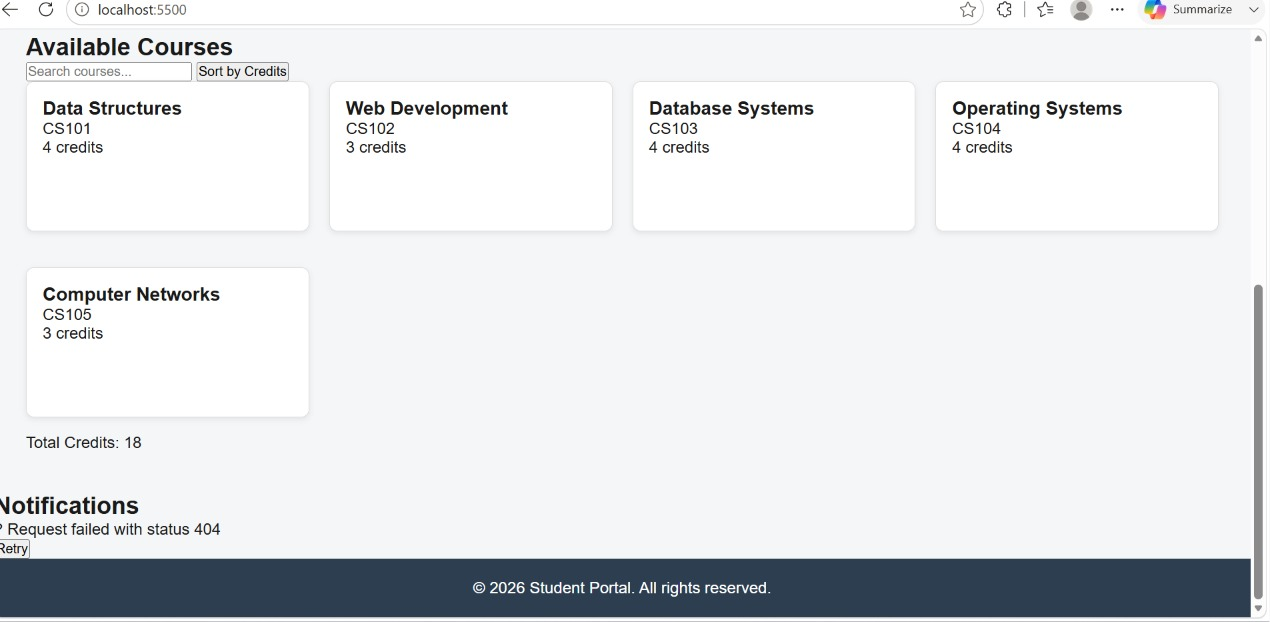 localhost:5500
Summarize
Available Courses
Search courses... Sort by Credits
Data Structures
CS101
4 credits
Web Development
CS102
3 credits
Database Systems
CS103
4 credits
Operating Systems
CS104
4 credits
Computer Networks
CS105
3 credits
Total Credits: 18
Notifications
? Request failed with status 404
Retry
© 2026 Student Portal. All rights reserved.